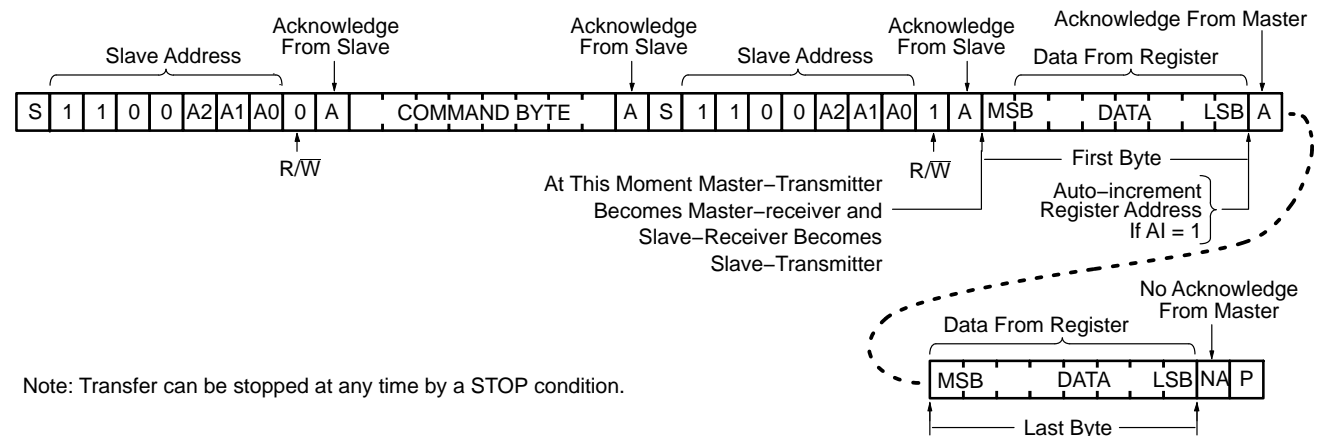 Acknowledge From Slave
Acknowledge From Slave
Acknowledge From Slave
Acknowledge From Master
Slave Address
Slave Address
Data From Register
S 1 1 0 0 A2 A1 A0 0 A COMMAND BYTE A S 1 1 0 0 A2 A1 A0 1 A MSB DATA LSB A
R/W̅
R/W̅
First Byte
At This Moment Master−Transmitter
Becomes Master−receiver and
Slave−Receiver Becomes
Slave−Transmitter
Auto−increment
Register Address
If AI = 1
No Acknowledge
From Master
Data From Register
MSB DATA LSB NA P
Last Byte
Note: Transfer can be stopped at any time by a STOP condition.